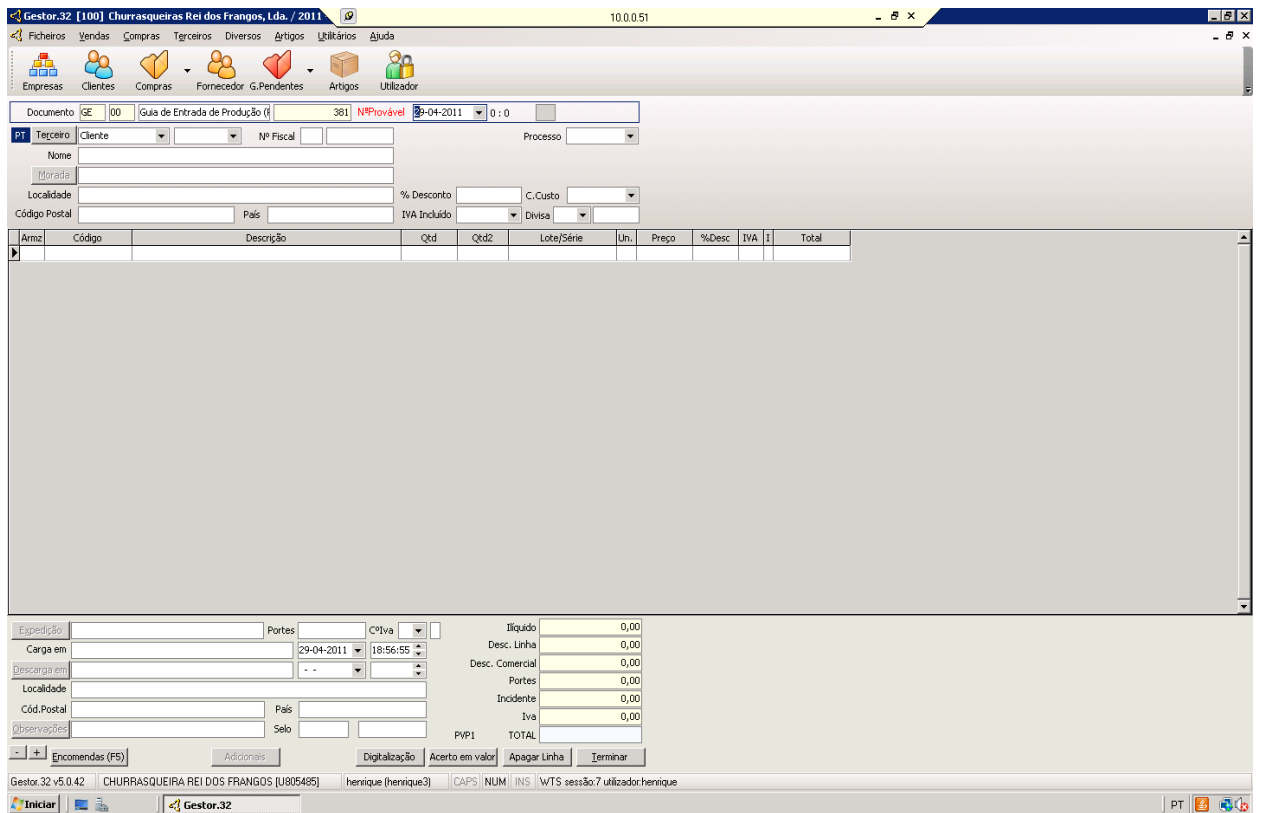 Gestor.32 [100] Churrasqueiras Rei dos Frangos, Lda. / 2011 10.0.0.51
Ficheiros Vendas Compras Terceiros Diversos Artigos Utilitários Ajuda
Empresas Clientes Compras Fornecedor G.Pendentes Artigos Utilizador
Documento GE 00 Guia de Entrada de Produção (F 381 NºProvável 29-04-2011 0 : 0
PT Terceiro Cliente Nº Fiscal Processo
Nome
Morada
Localidade % Desconto C.Custo
Código Postal País IVA Incluído Divisa
Armz Código Descrição Qtd Qtd2 Lote/Série Un. Preço %Desc IVA I Total
Expedição Portes CºIva Ilíquido 0,00
Carga em 29-04-2011 18:56:55 Desc. Linha 0,00
Descarga em - - Desc. Comercial 0,00
Portes 0,00
Localidade Incidente 0,00
Cód.Postal País Iva 0,00
Observações Selo PVP1 TOTAL
- + Encomendas (F5) Adicionais Digitalização Acerto em valor Apagar Linha Terminar
Gestor.32 v5.0.42 CHURRASQUEIRA REI DOS FRANGOS [U805485] henrique (henrique3) CAPS NUM INS WTS sessão:7 utilizador:henrique
Iniciar Gestor.32 PT